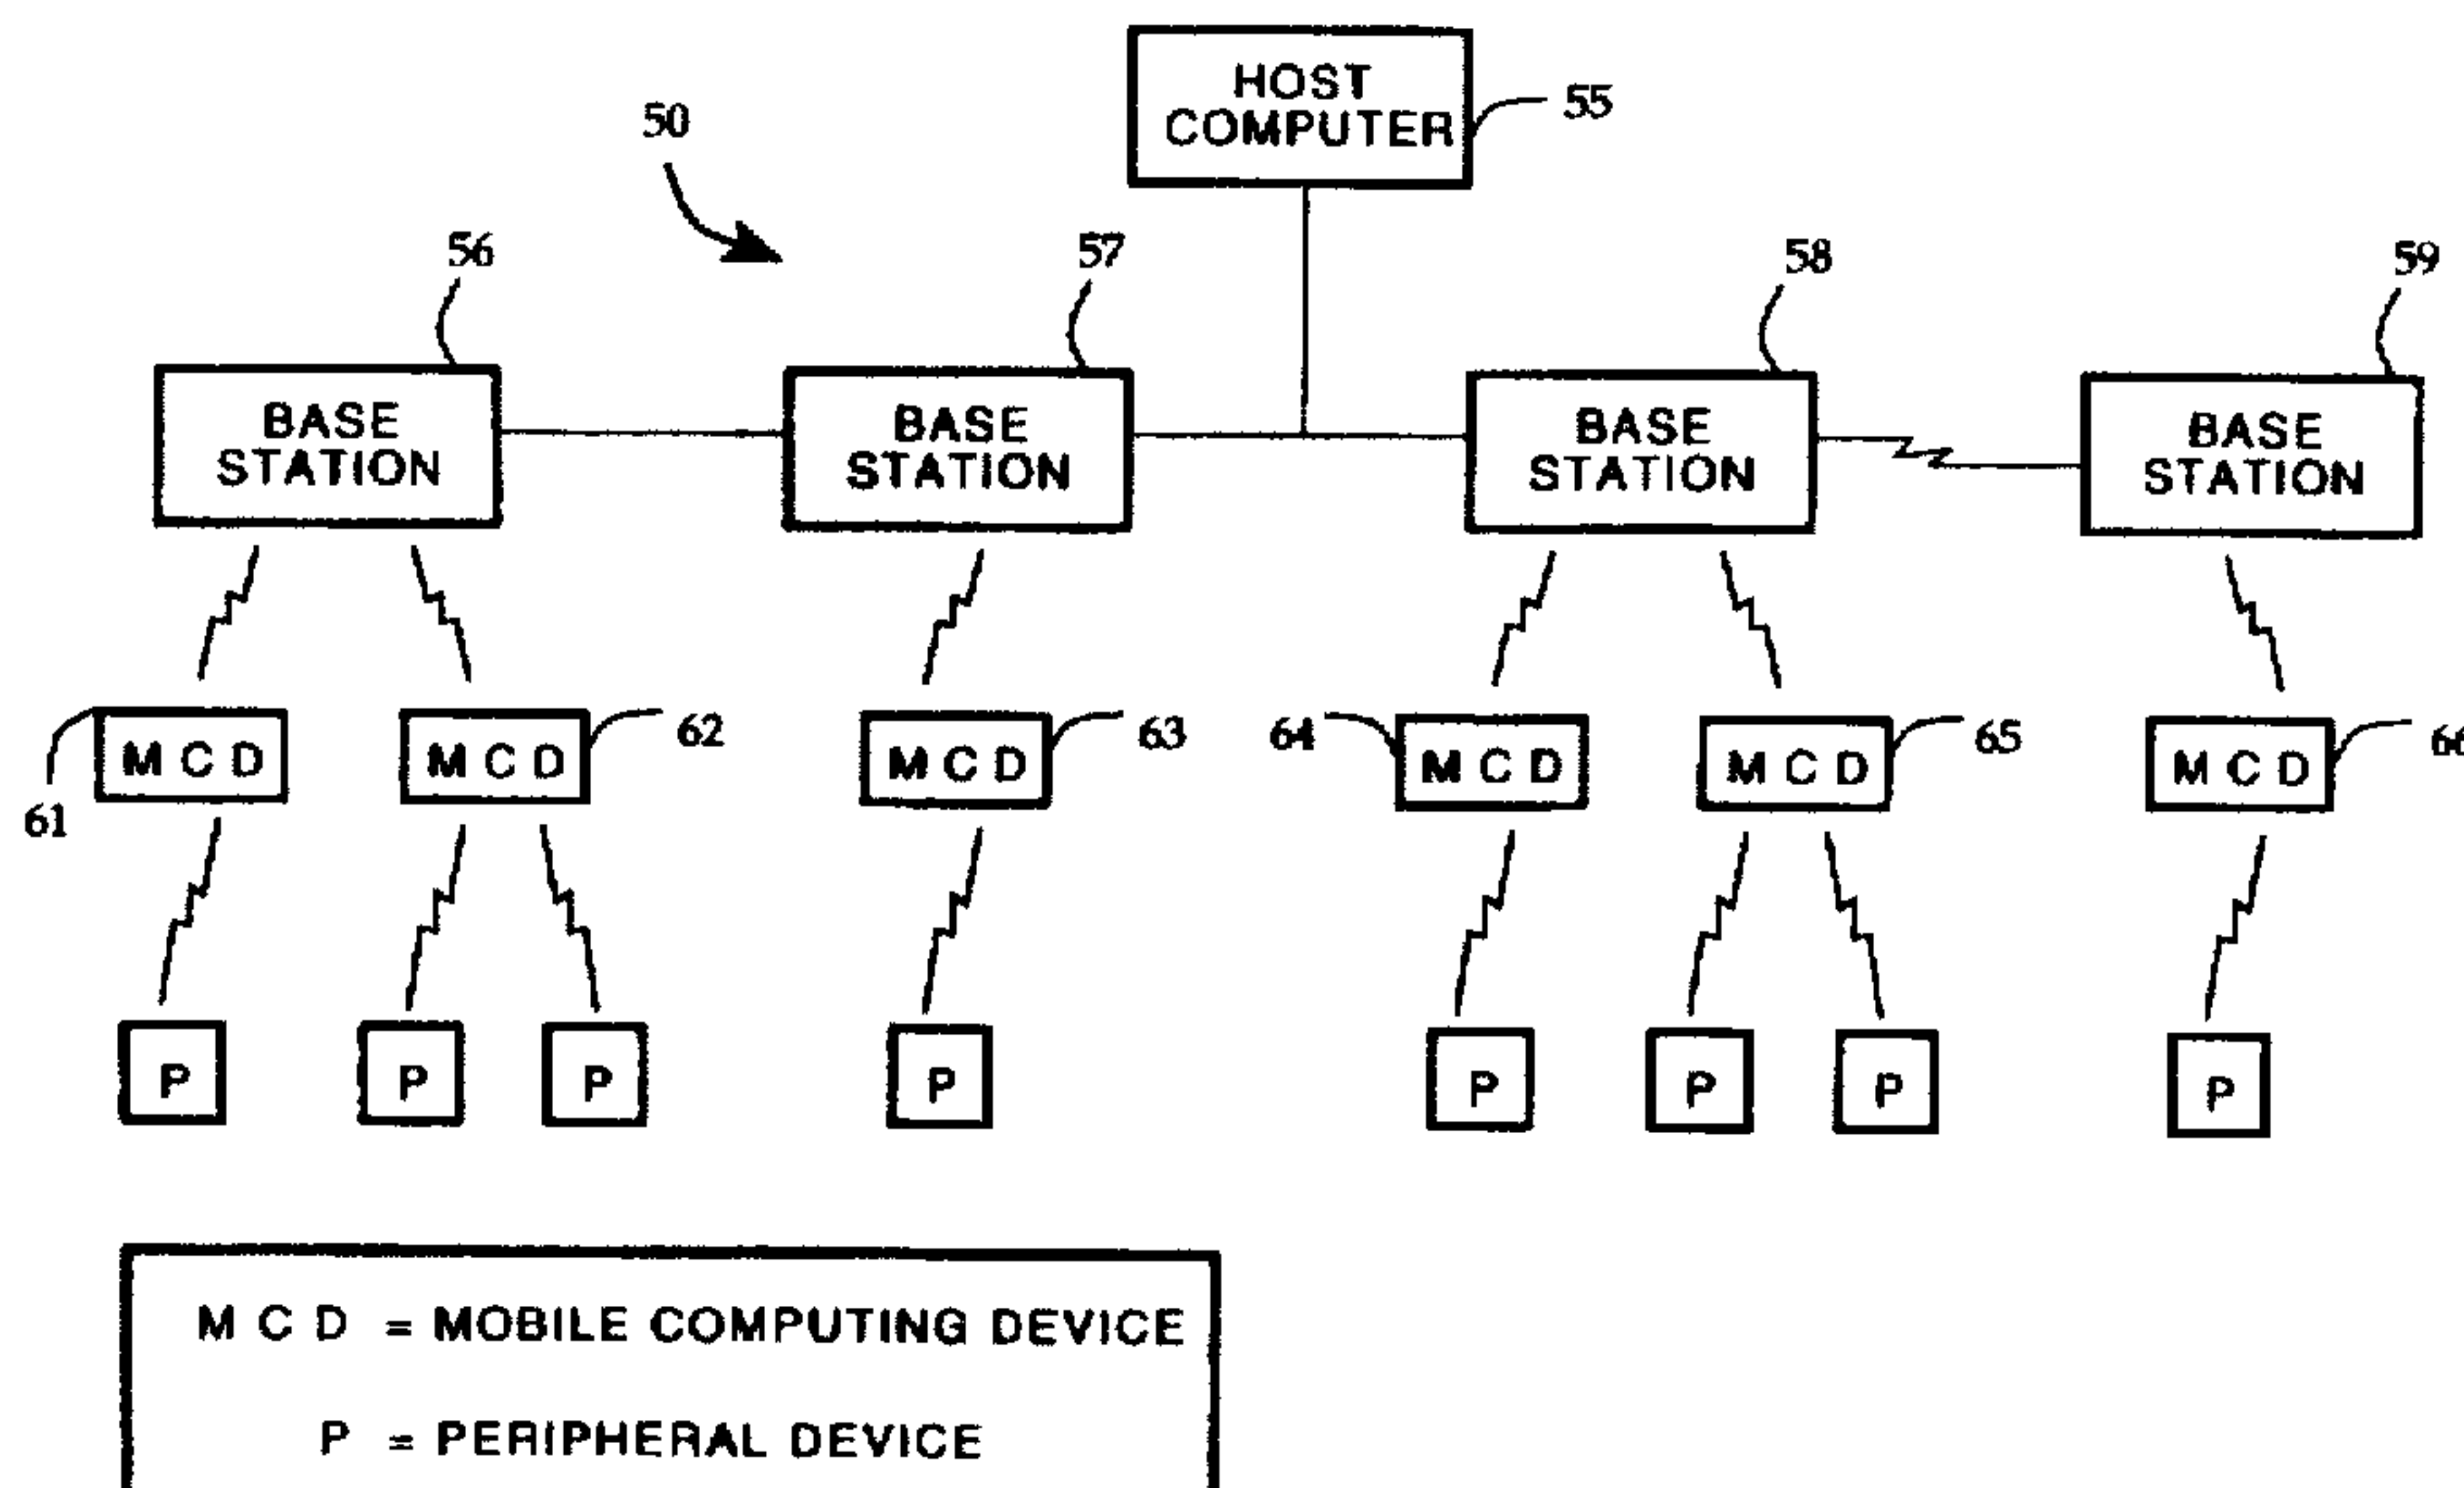 HOST
COMPUTER
55
50
56
57
58
59
BASE
STATION
BASE
STATION
BASE
STATION
BASE
STATION
61
M C D
M C D
62
M C D
63
64
M C D
M C D
65
M C D
66
P
P
P
P
P
P
P
P
M C D = MOBILE COMPUTING DEVICE
P = PERIPHERAL DEVICE